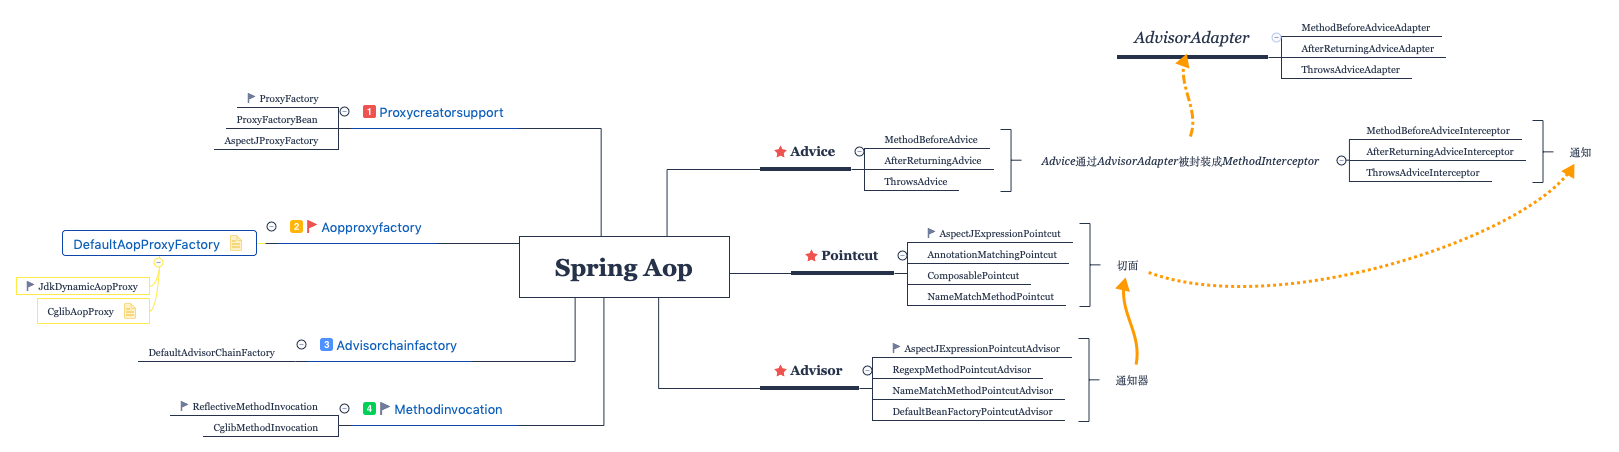 Spring Aop
1 Proxycreatorsupport
ProxyFactory
ProxyFactoryBean
AspectJProxyFactory
2 Aopproxyfactory
DefaultAopProxyFactory
JdkDynamicAopProxy
CglibAopProxy
3 Advisorchainfactory
DefaultAdvisorChainFactory
4 Methodinvocation
ReflectiveMethodInvocation
CglibMethodInvocation
AdvisorAdapter
MethodBeforeAdviceAdapter
AfterReturningAdviceAdapter
ThrowsAdviceAdapter
Advice
MethodBeforeAdvice
AfterReturningAdvice
ThrowsAdvice
Advice通过AdvisorAdapter被封装成MethodInterceptor
MethodBeforeAdviceInterceptor
AfterReturningAdviceInterceptor
ThrowsAdviceInterceptor
通知
Pointcut
AspectJExpressionPointcut
AnnotationMatchingPointcut
ComposablePointcut
NameMatchMethodPointcut
切面
Advisor
AspectJExpressionPointcutAdvisor
RegexpMethodPointcutAdvisor
NameMatchMethodPointcutAdvisor
DefaultBeanFactoryPointcutAdvisor
通知器